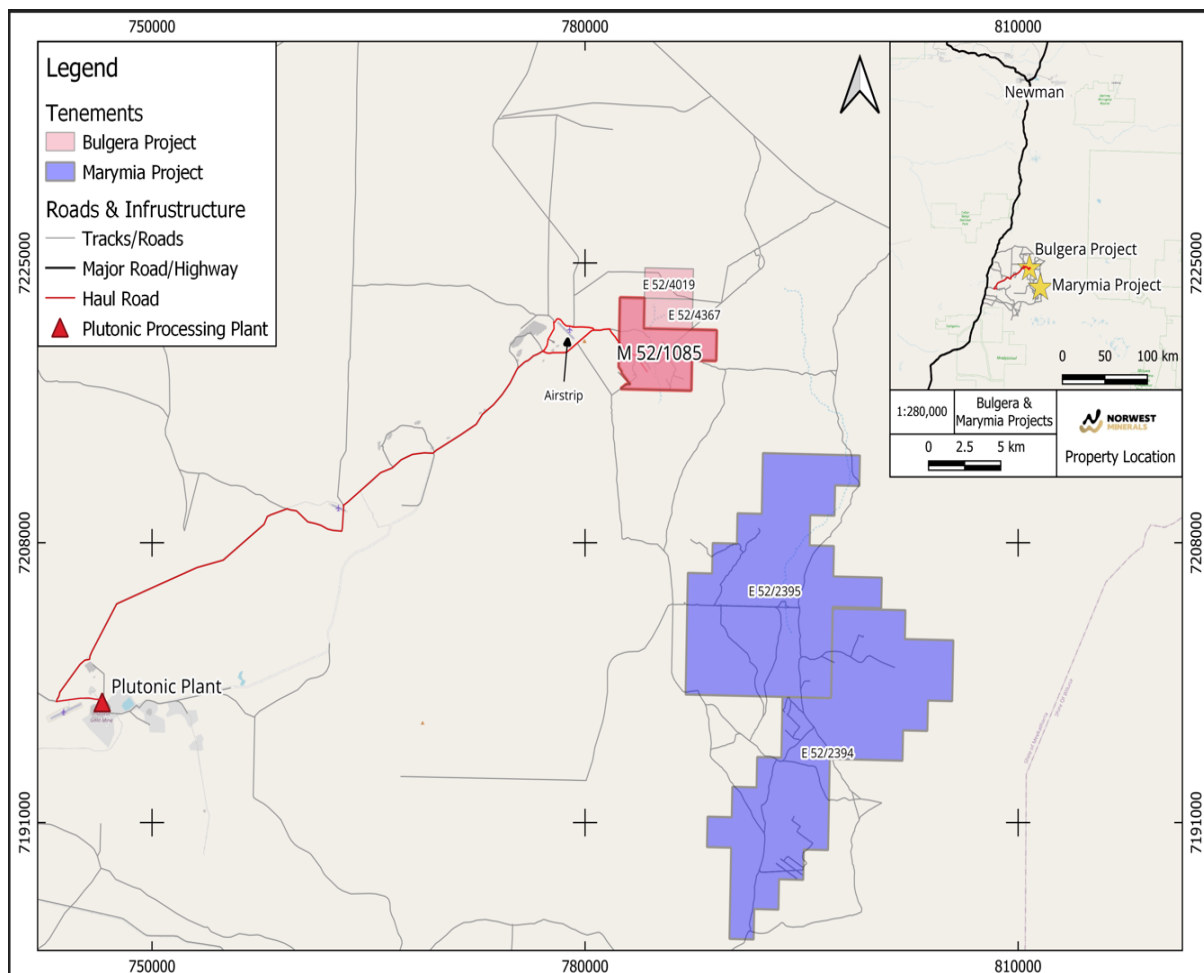 750000
780000
810000
Legend
Tenements
Bulgera Project
Marymia Project
Roads & Infrustructure
Tracks/Roads
Major Road/Highway
Haul Road
Plutonic Processing Plant
Newman
Bulgera Project
Marymia Project
0 50 100 km
1:280,000
Bulgera &
Marymia Projects
0 2.5 5 km
NORWEST
MINERALS
Property Location
7225000
7225000
E 52/4019
E 52/4367
M 52/1085
Airstrip
7208000
7208000
E 52/2395
Plutonic Plant
E 52/2394
7191000
7191000
750000
780000
810000